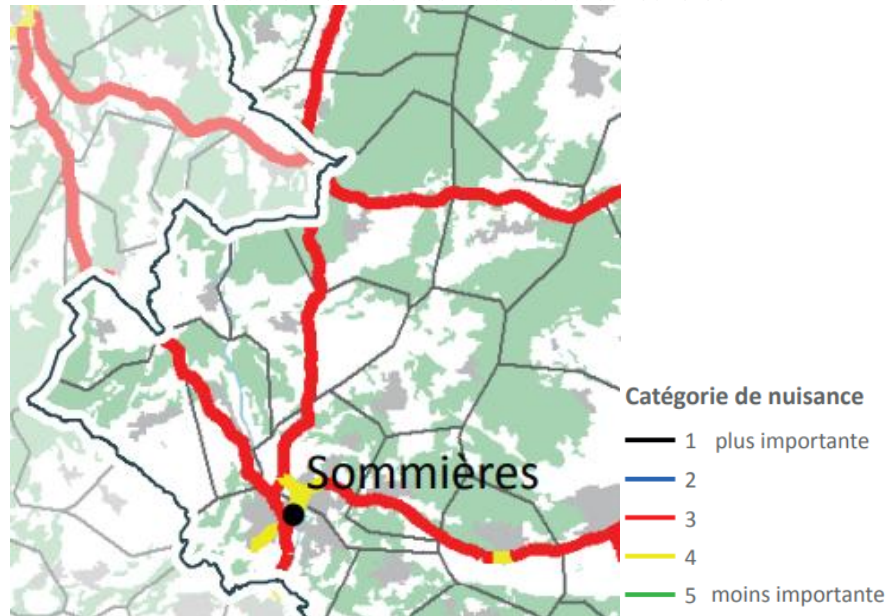 Sommières
Catégorie de nuisance
1 plus importante
2
3
4
5 moins importante